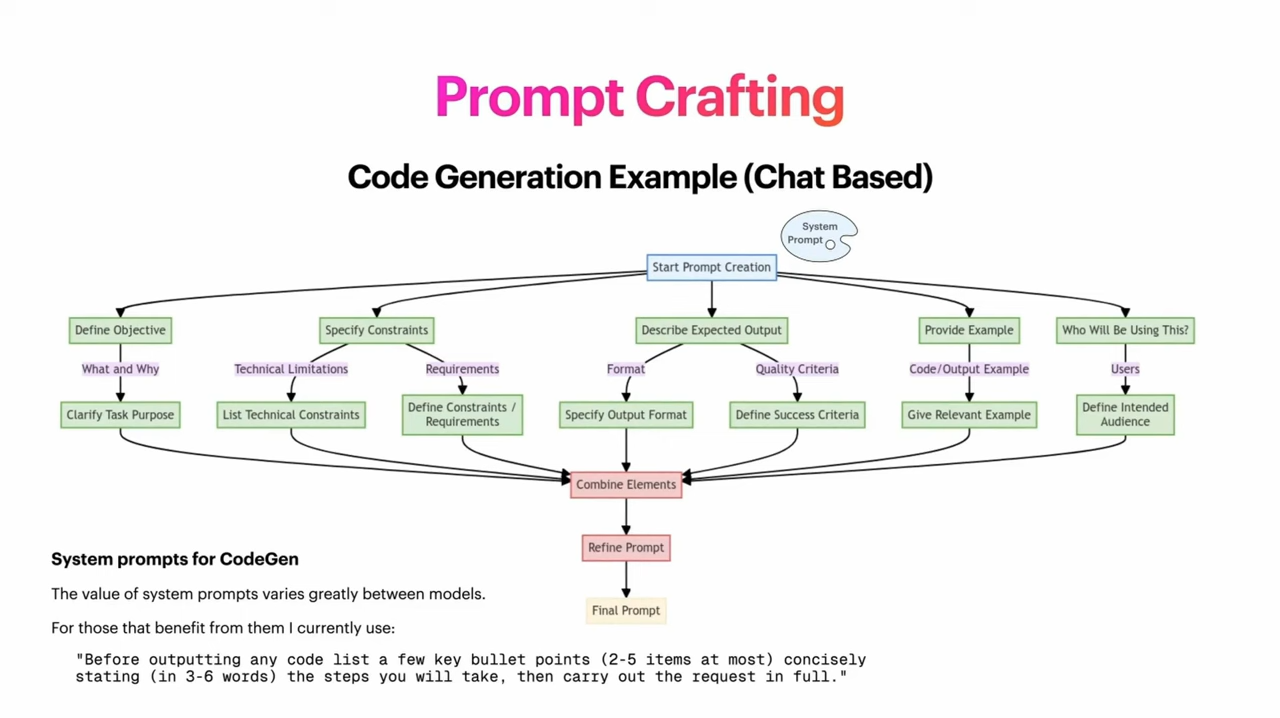 Prompt Crafting
Code Generation Example (Chat Based)
System
Prompt
Start Prompt Creation
Define Objective
Specify Constraints
Describe Expected Output
Provide Example
Who Will Be Using This?
What and Why
Technical Limitations
Requirements
Format
Quality Criteria
Code/Output Example
Users
Clarify Task Purpose
List Technical Constraints
Define Constraints /
Requirements
Specify Output Format
Define Success Criteria
Give Relevant Example
Define Intended
Audience
Combine Elements
Refine Prompt
Final Prompt
System prompts for CodeGen
The value of system prompts varies greatly between models.
For those that benefit from them I currently use:
"Before outputting any code list a few key bullet points (2-5 items at most) concisely
stating (in 3-6 words) the steps you will take, then carry out the request in full."